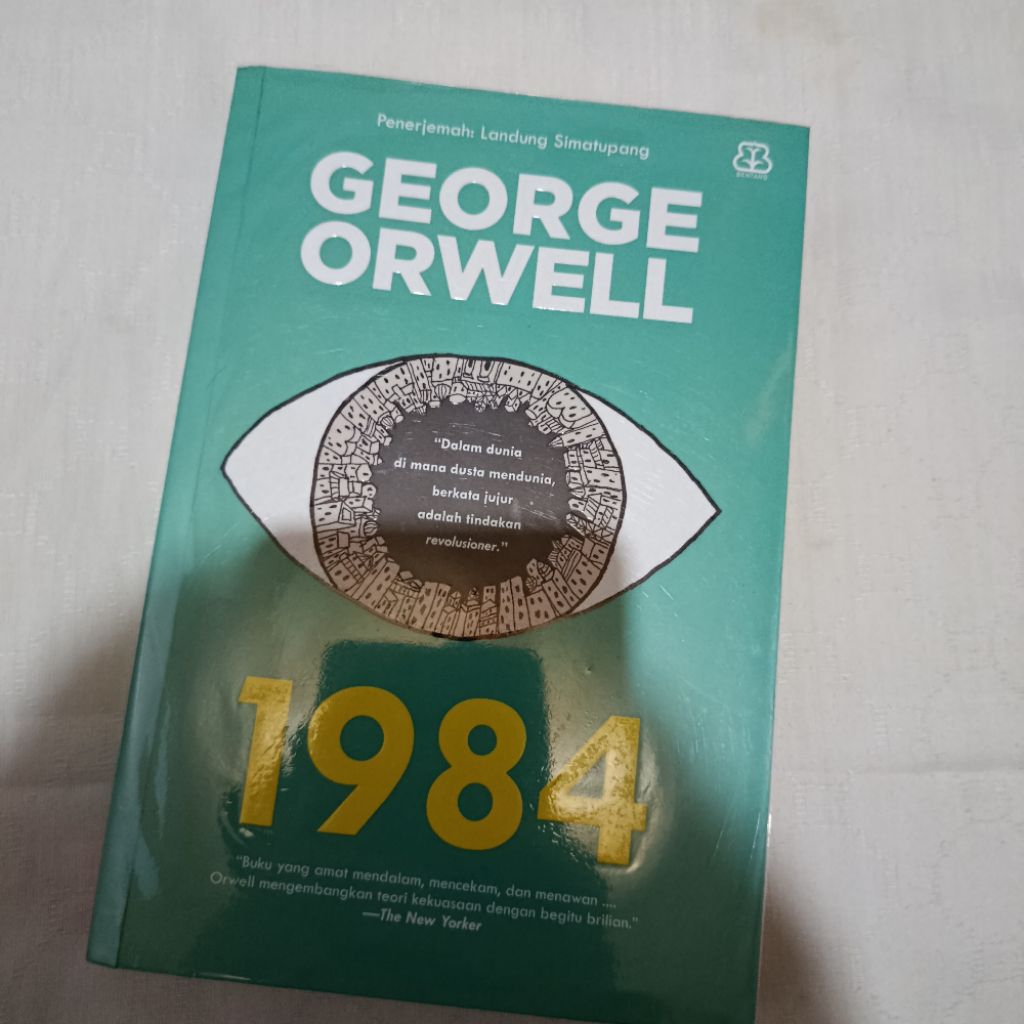 Penerjemah: Landung Simatupang
BENTANG
GEORGE
ORWELL
"Dalam dunia
di mana dusta mendunia,
berkata jujur
adalah tindakan
revolusioner."
1984
"Buku yang amat mendalam, mencekam, dan menawan ....
Orwell mengembangkan teori kekuasaan dengan begitu brilian."
—The New Yorker